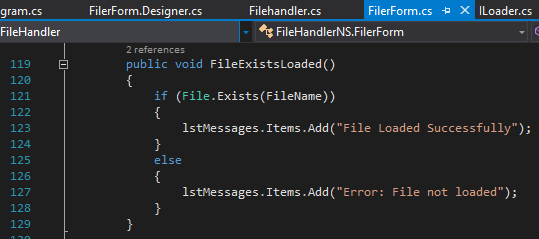 gram.cs FilerForm.Designer.cs Filehandler.cs FilerForm.cs ILoader.cs
FileHandler FileHandlerNS.FilerForm
2 references
119 public void FileExistsLoaded()
120 {
121 if (File.Exists(FileName))
122 {
123 lstMessages.Items.Add("File Loaded Successfully");
124 }
125 else
126 {
127 lstMessages.Items.Add("Error: File not loaded");
128 }
129 }